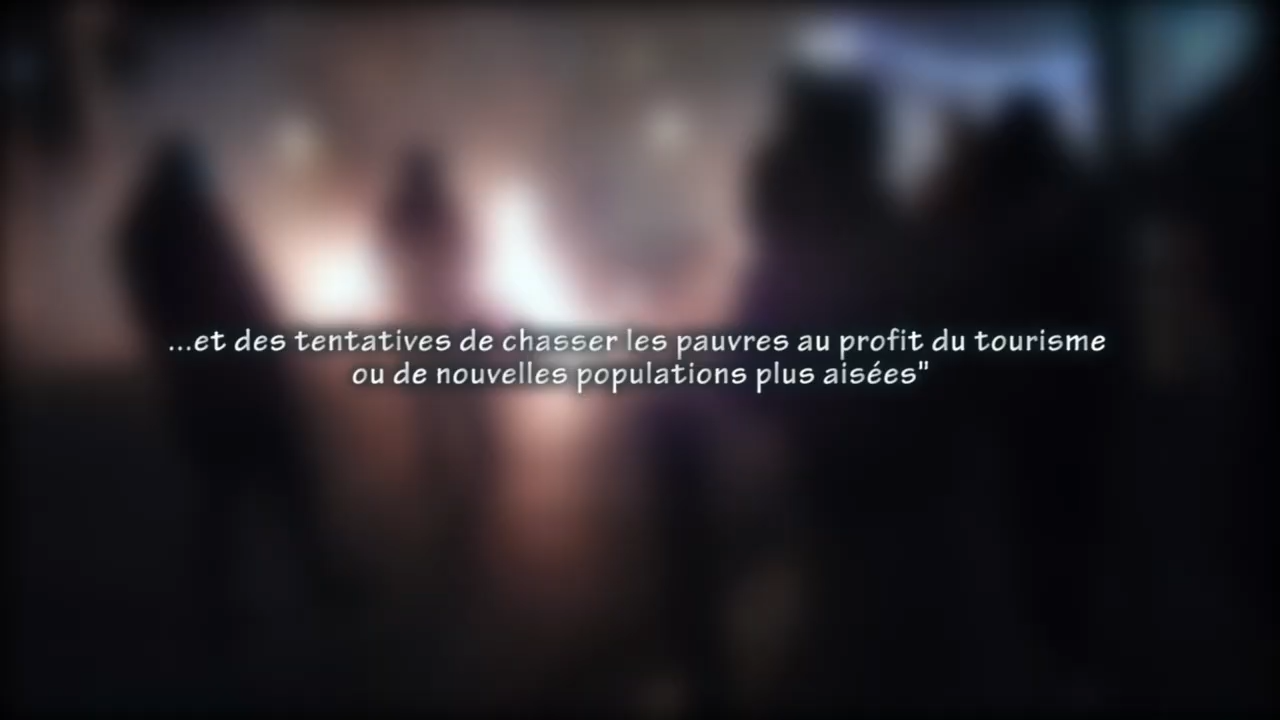 ...et des tentatives de chasser les pauvres au profit du tourisme
ou de nouvelles populations plus aisées"